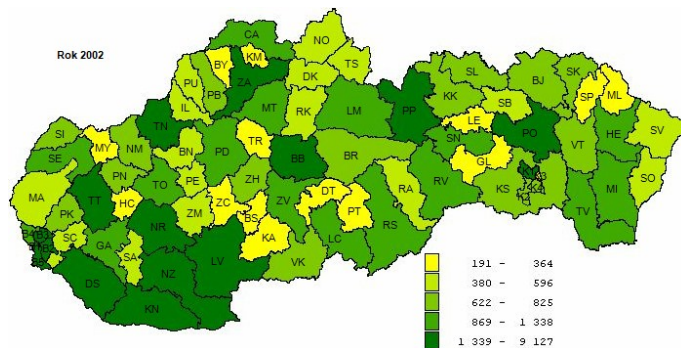 Rok 2002
CA
NO
BY
KM
TS
PU
PB
ZA
DK
IL
MT
RK
LM
PP
SL
KK
BJ
SK
SP
ML
SB
LE
PO
HE
SV
SI
MY
NM
TN
BN
PD
TR
BB
BR
SN
GL
VT
SE
PN
TO
PE
ZH
RA
RV
KS
MI
SO
MA
PK
TT
HC
ZM
ZC
BS
ZV
DT
PT
TV
SC
GA
NR
SA
KA
LC
RS
DS
NZ
LV
VK
KN
191 - 364
380 - 596
622 - 825
869 - 1 338
1 339 - 9 127